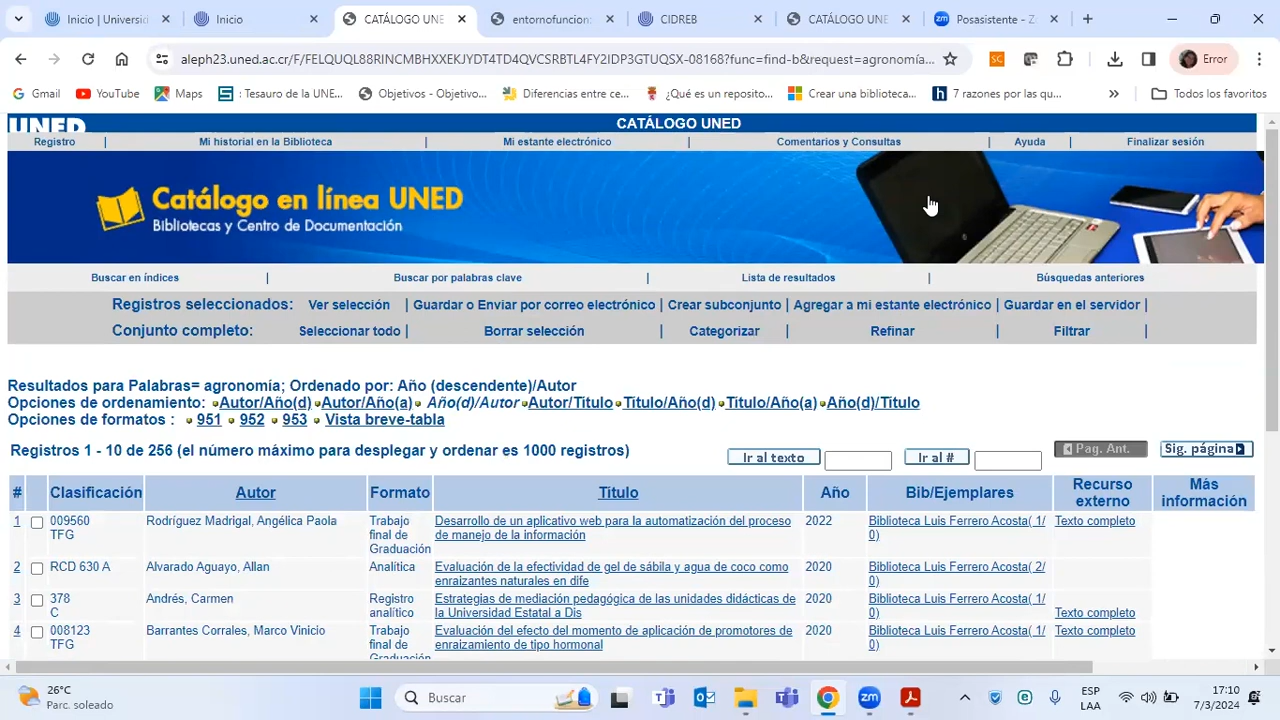 Inicio | Universi
Inicio
CATÁLOGO UNE
entornofuncion
CIDREB
CATÁLOGO UNE
Posasistente - Zo
aleph23.uned.ac.cr/F/FELQUQL88RINCMBHXXEKJYDT4TD4QVCSRBTL4FY2IDP3GTUQSX-08168?func=find-b&request=agronomía...
SC
Error
Gmail
YouTube
Maps
: Tesauro de la UNE...
Objetivos - Objetivo...
Diferencias entre ce...
¿Qué es un reposito...
Crear una biblioteca...
7 razones por las qu...
Todos los favoritos
UNED
CATÁLOGO UNED
Registro | Mi historial en la Biblioteca | Mi estante electrónico | Comentarios y Consultas | Ayuda | Finalizar sesión
Catálogo en línea UNED
Bibliotecas y Centro de Documentación
Buscar en índices | Buscar por palabras clave | Lista de resultados | Búsquedas anteriores
Registros seleccionados: Ver selección | Guardar o Enviar por correo electrónico | Crear subconjunto | Agregar a mi estante electrónico | Guardar en el servidor |
Conjunto completo: Seleccionar todo | Borrar selección | Categorizar | Refinar | Filtrar |
Resultados para Palabras= agronomía; Ordenado por: Año (descendente)/Autor
Opciones de ordenamiento: Autor/Año(d) Autor/Año(a) Año(d)/Autor Autor/Titulo Titulo/Año(d) Titulo/Año(a) Año(d)/Titulo
Opciones de formatos : 951 952 953 Vista breve-tabla
Registros 1 - 10 de 256 (el número máximo para desplegar y ordenar es 1000 registros)
Ir al texto
Ir al #
Pag. Ant.
Sig. página
# Clasificación Autor Formato Titulo Año Bib/Ejemplares Recurso externo Más información
1 009560 TFG Rodríguez Madrigal, Angélica Paola Trabajo final de Graduación Desarrollo de un aplicativo web para la automatización del proceso de manejo de la información 2022 Biblioteca Luis Ferrero Acosta( 1/ 0) Texto completo
2 RCD 630 A Alvarado Aguayo, Allan Analítica Evaluación de la efectividad de gel de sábila y agua de coco como enraizantes naturales en dife 2020 Biblioteca Luis Ferrero Acosta( 2/ 0)
3 378 C Andrés, Carmen Registro analítico Estrategias de mediación pedagógica de las unidades didácticas de la Universidad Estatal a Dis 2020 Biblioteca Luis Ferrero Acosta( 1/ 0) Texto completo
4 008123 TFG Barrantes Corrales, Marco Vinicio Trabajo final de Graduación Evaluación del efecto del momento de aplicación de promotores de enraizamiento de tipo hormonal 2020 Biblioteca Luis Ferrero Acosta( 1/ 0) Texto completo
26°C
Parc. soleado
Buscar
ESP
LAA
17:10
7/3/2024